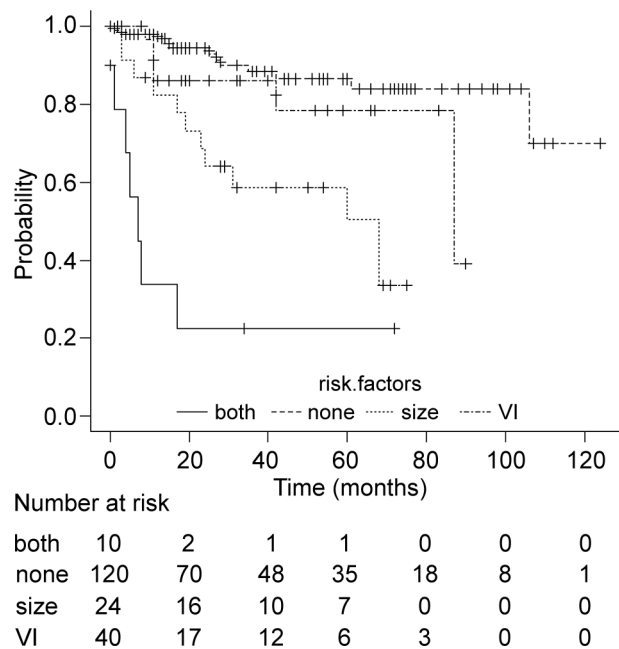 1.0
0.8
0.6
0.4
0.2
0.0
Probability
risk.factors
both none size VI
0 20 40 60 80 100 120
Time (months)
Number at risk
both 10 2 1 1 0 0 0
none 120 70 48 35 18 8 1
size 24 16 10 7 0 0 0
VI 40 17 12 6 3 0 0